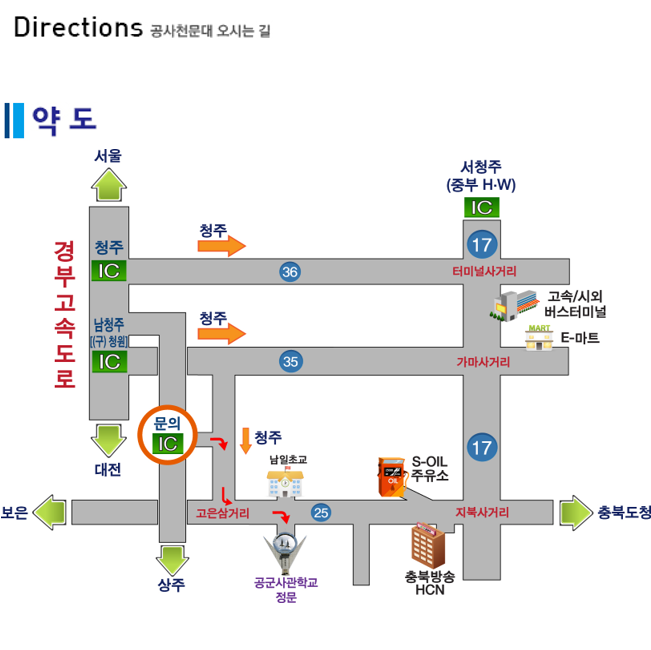 Directions 공사천문대 오시는 길
약 도
서울
서청주
(중부 H·W)
IC
청주
17
경부고속도로
청주
IC
36
터미널사거리
고속/시외
버스터미널
남청주
[(구) 청원]
IC
청주
MART
E-마트
35
가마사거리
문의
IC
청주
17
대전
남일초교
S-OIL
주유소
OIL
보은
고은삼거리
25
지북사거리
충북도청
상주
공군사관학교
정문
충북방송
HCN